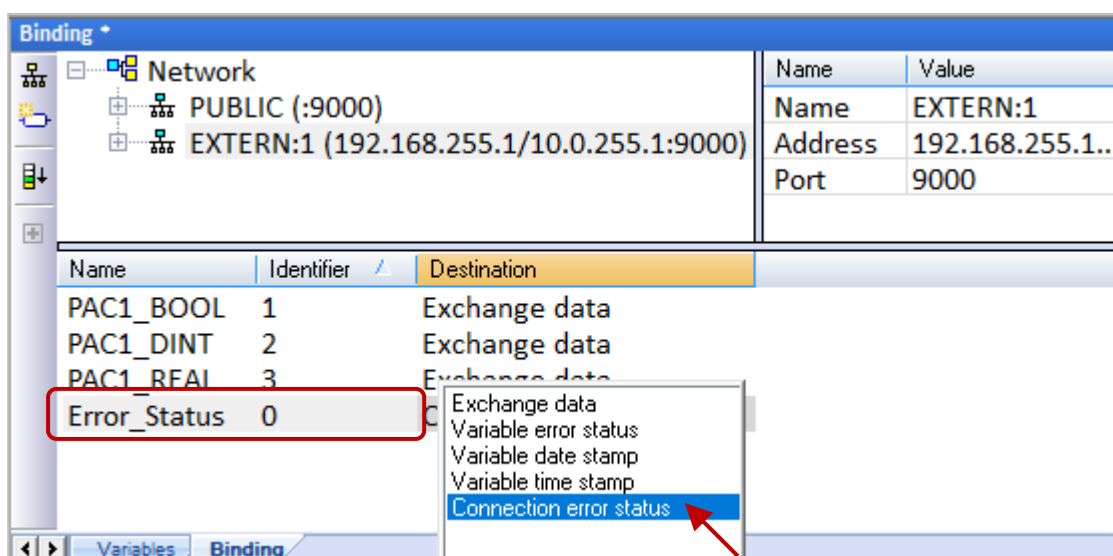 Binding *
Network
PUBLIC (:9000)
EXTERN:1 (192.168.255.1/10.0.255.1:9000)
Name Value
Name EXTERN:1
Address 192.168.255.1...
Port 9000
Name Identifier Destination
PAC1_BOOL 1 Exchange data
PAC1_DINT 2 Exchange data
PAC1_REAL 3 Exchange data
Error_Status 0
Exchange data
Variable error status
Variable date stamp
Variable time stamp
Connection error status
Variables Binding